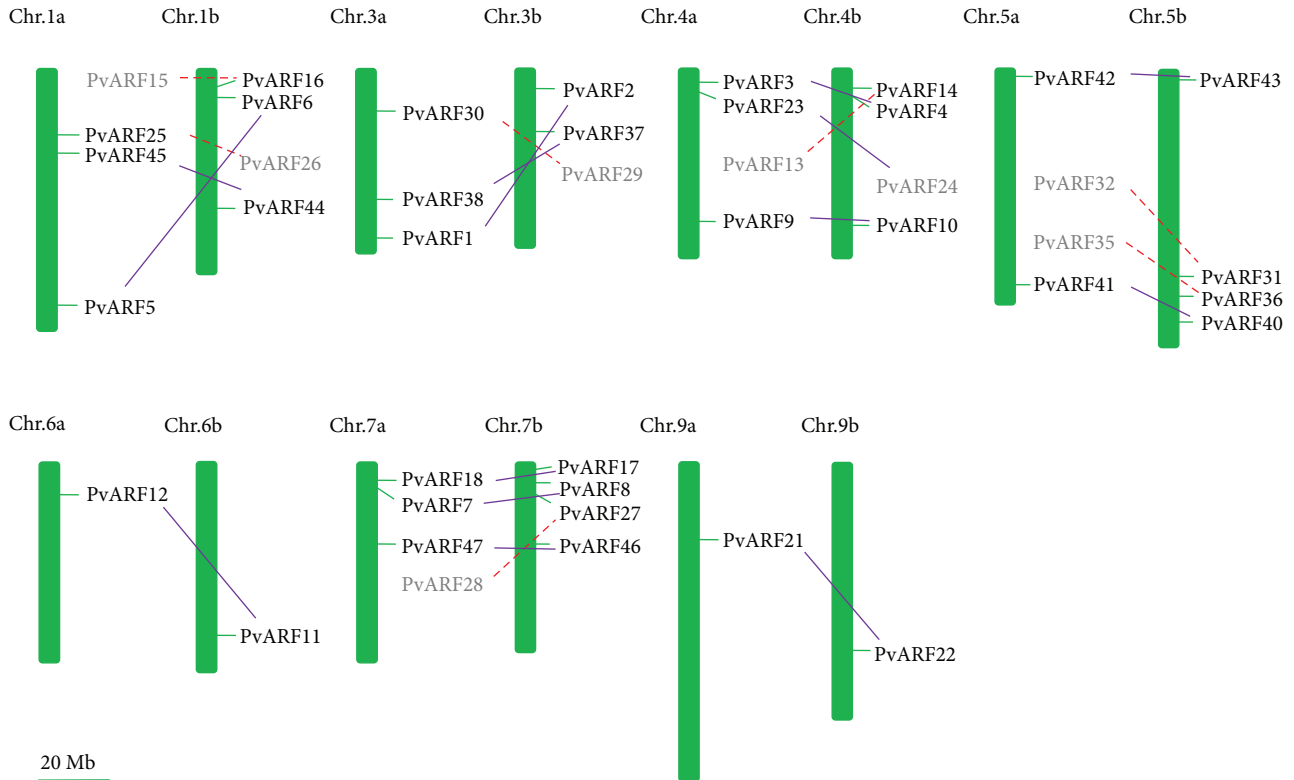 Chr.1a Chr.1b Chr.3a Chr.3b Chr.4a Chr.4b Chr.5a Chr.5b
PvARF15 PvARF16
PvARF6
PvARF25
PvARF45
PvARF26
PvARF44
PvARF5
PvARF30
PvARF38
PvARF1
PvARF2
PvARF37
PvARF29
PvARF3
PvARF23
PvARF13
PvARF9
PvARF14
PvARF4
PvARF24
PvARF10
PvARF42
PvARF32
PvARF35
PvARF41
PvARF43
PvARF31
PvARF36
PvARF40
Chr.6a Chr.6b Chr.7a Chr.7b Chr.9a Chr.9b
PvARF12
PvARF11
PvARF18
PvARF7
PvARF47
PvARF28
PvARF17
PvARF8
PvARF27
PvARF46
PvARF21
PvARF22
20 Mb